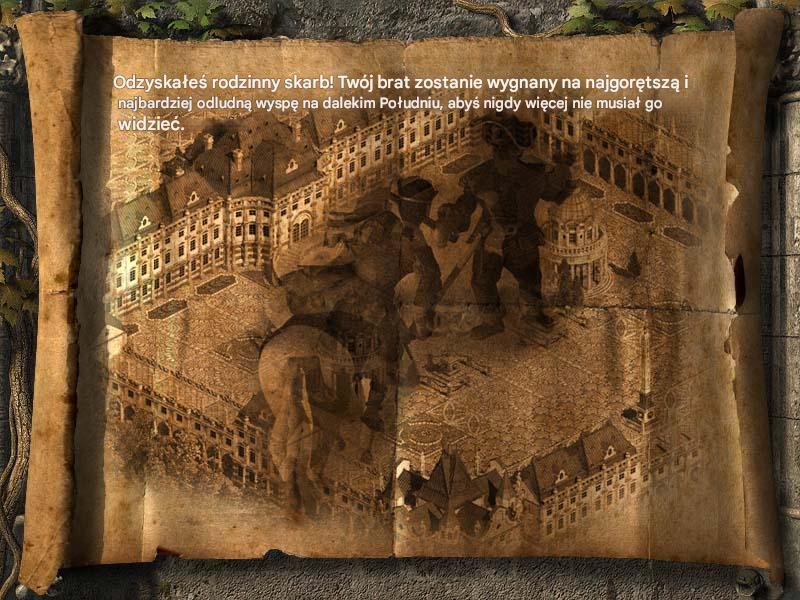 Odzyskałeś rodzinny skarb! Twój brat zostanie wygnany na najgorętszą i
najbardziej odludną wyspę na dalekim Południu, abyś nigdy więcej nie musiał go
widzieć.